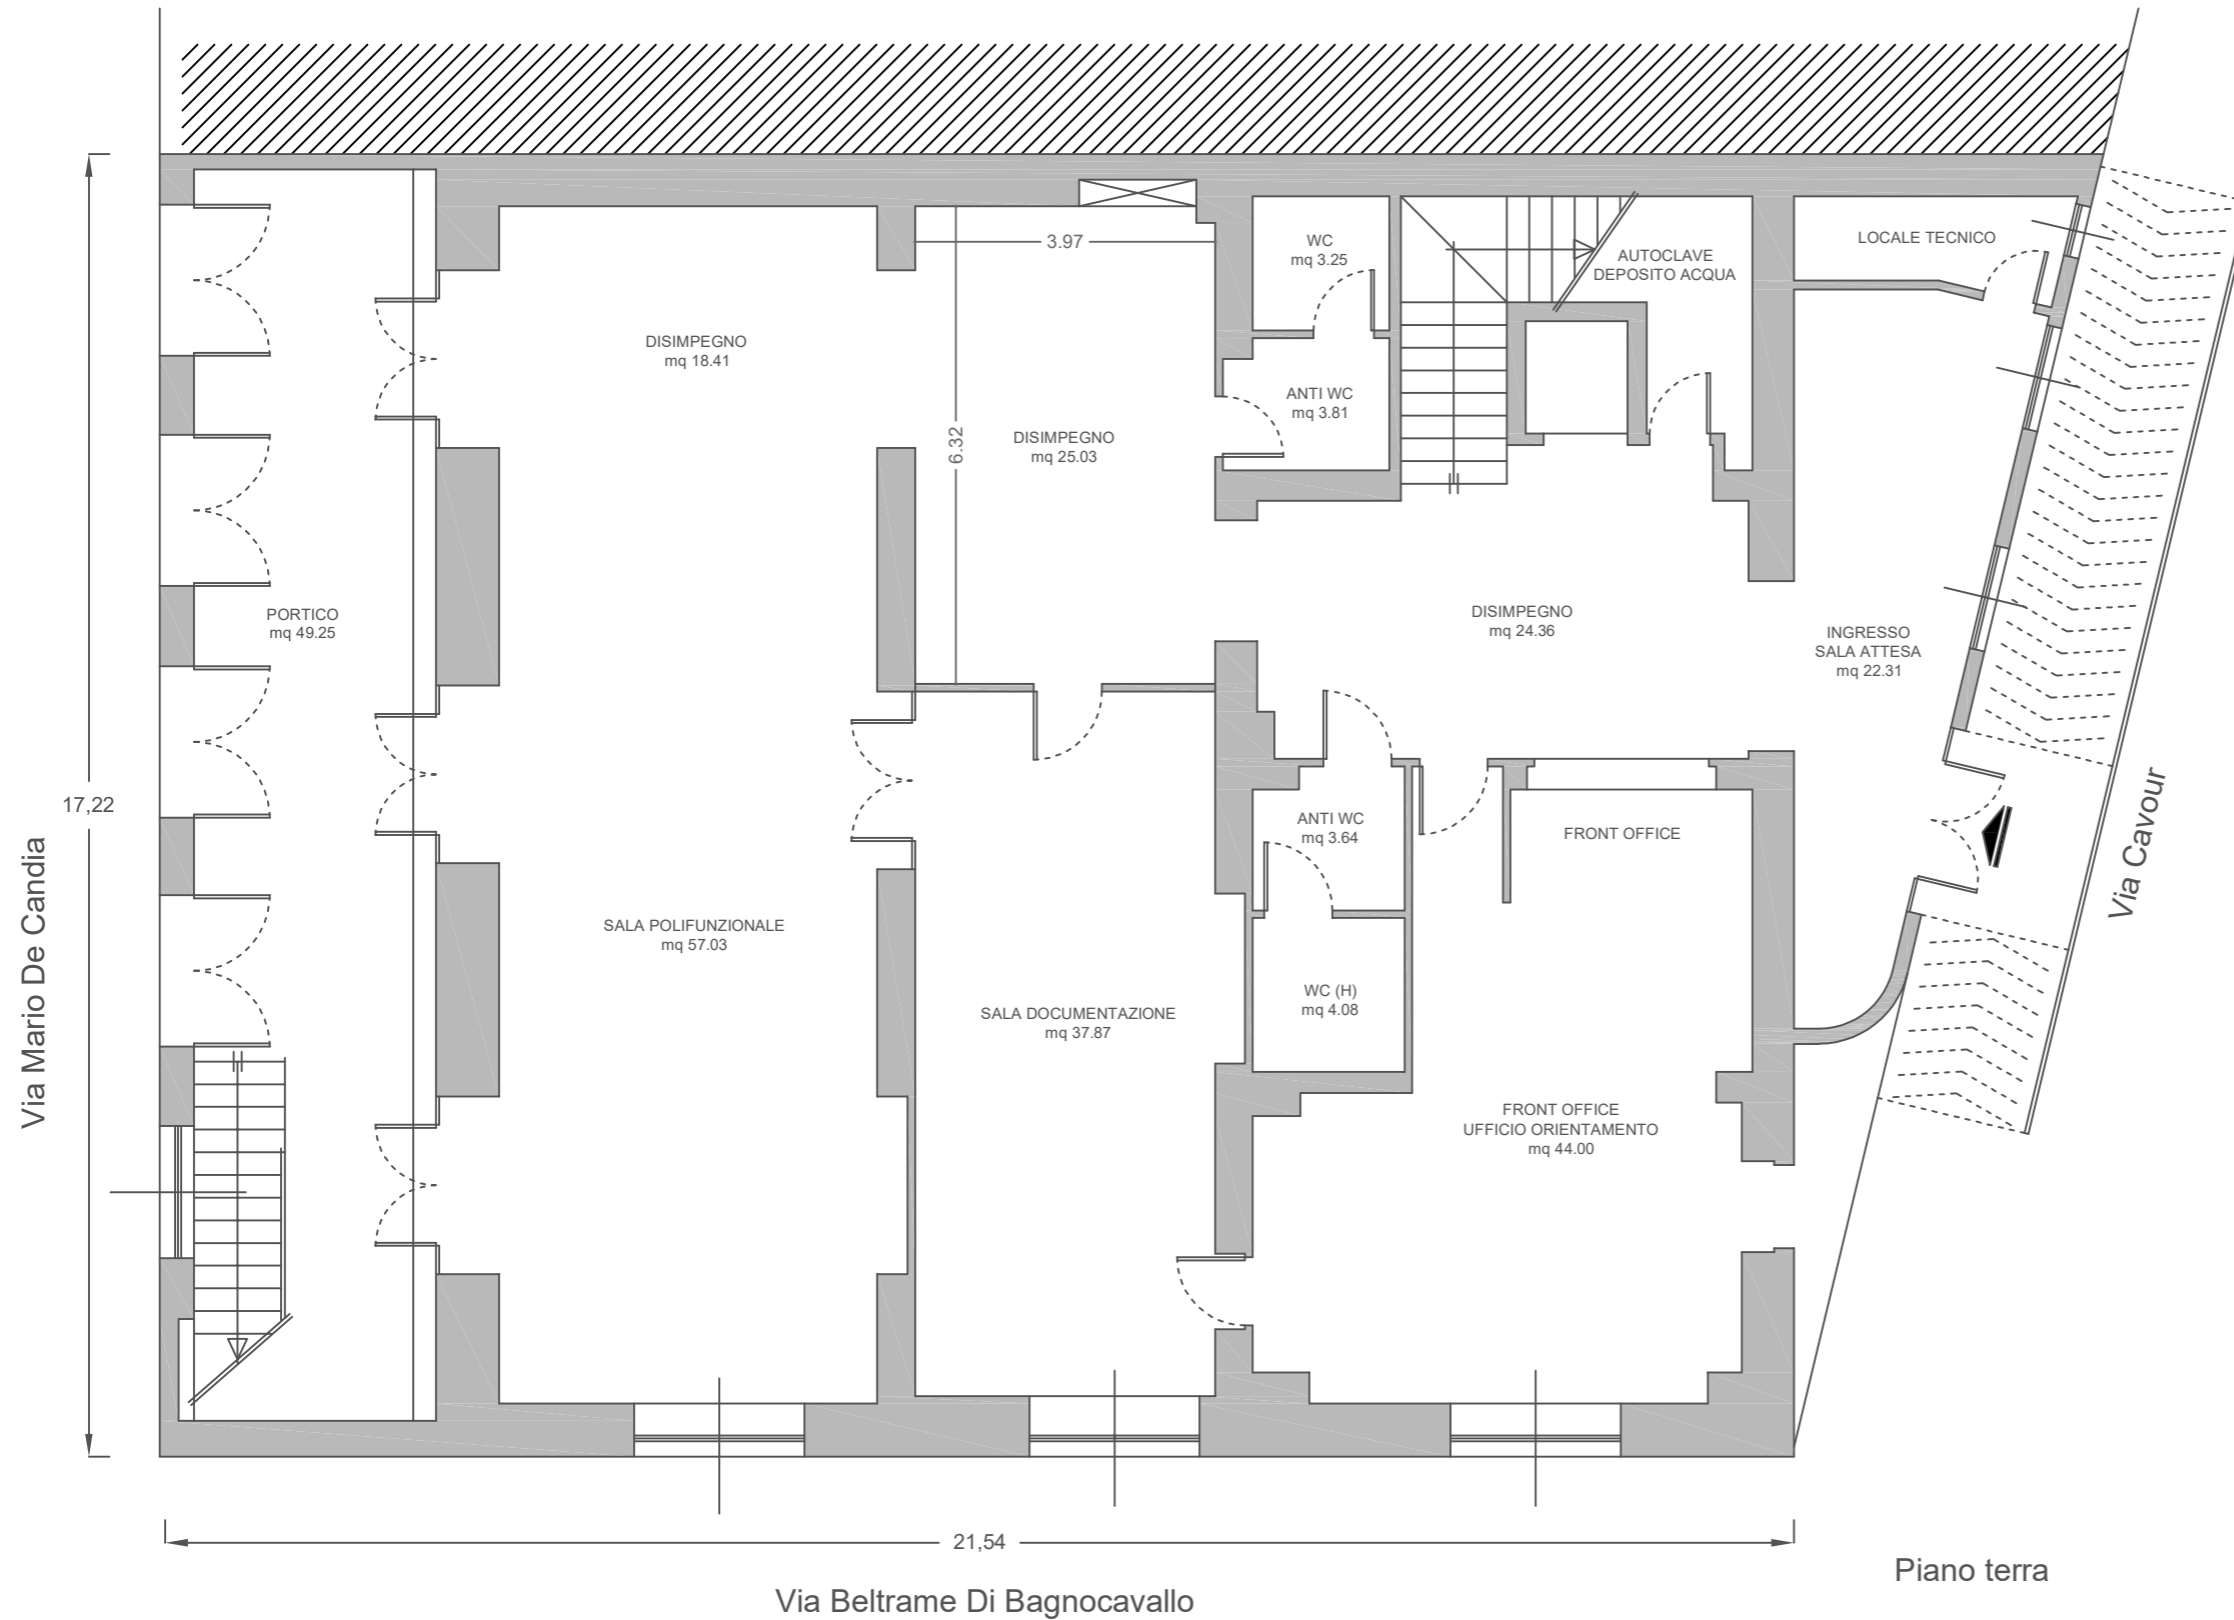 LOCALE TECNICO
WC
mq 3.25
3.97
AUTOCLAVE
DEPOSITO ACQUA
DISIMPEGNO
mq 18.41
ANTI WC
mq 3.81
DISIMPEGNO
mq 25.03
6.32
PORTICO
mq 49.25
DISIMPEGNO
mq 24.36
INGRESSO
SALA ATTESA
mq 22.31
17,22
ANTI WC
mq 3.64
FRONT OFFICE
Via Cavour
Via Mario De Candia
SALA POLIFUNZIONALE
mq 57.03
SALA DOCUMENTAZIONE
mq 37.87
WC (H)
mq 4.08
FRONT OFFICE
UFFICIO ORIENTAMENTO
mq 44.00
21,54
Piano terra
Via Beltrame Di Bagnocavallo